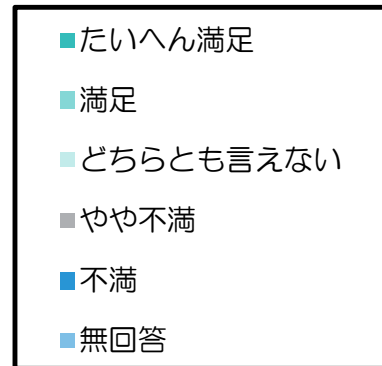 たいへん満足
満足
どちらとも言えない
やや不満
不満
無回答